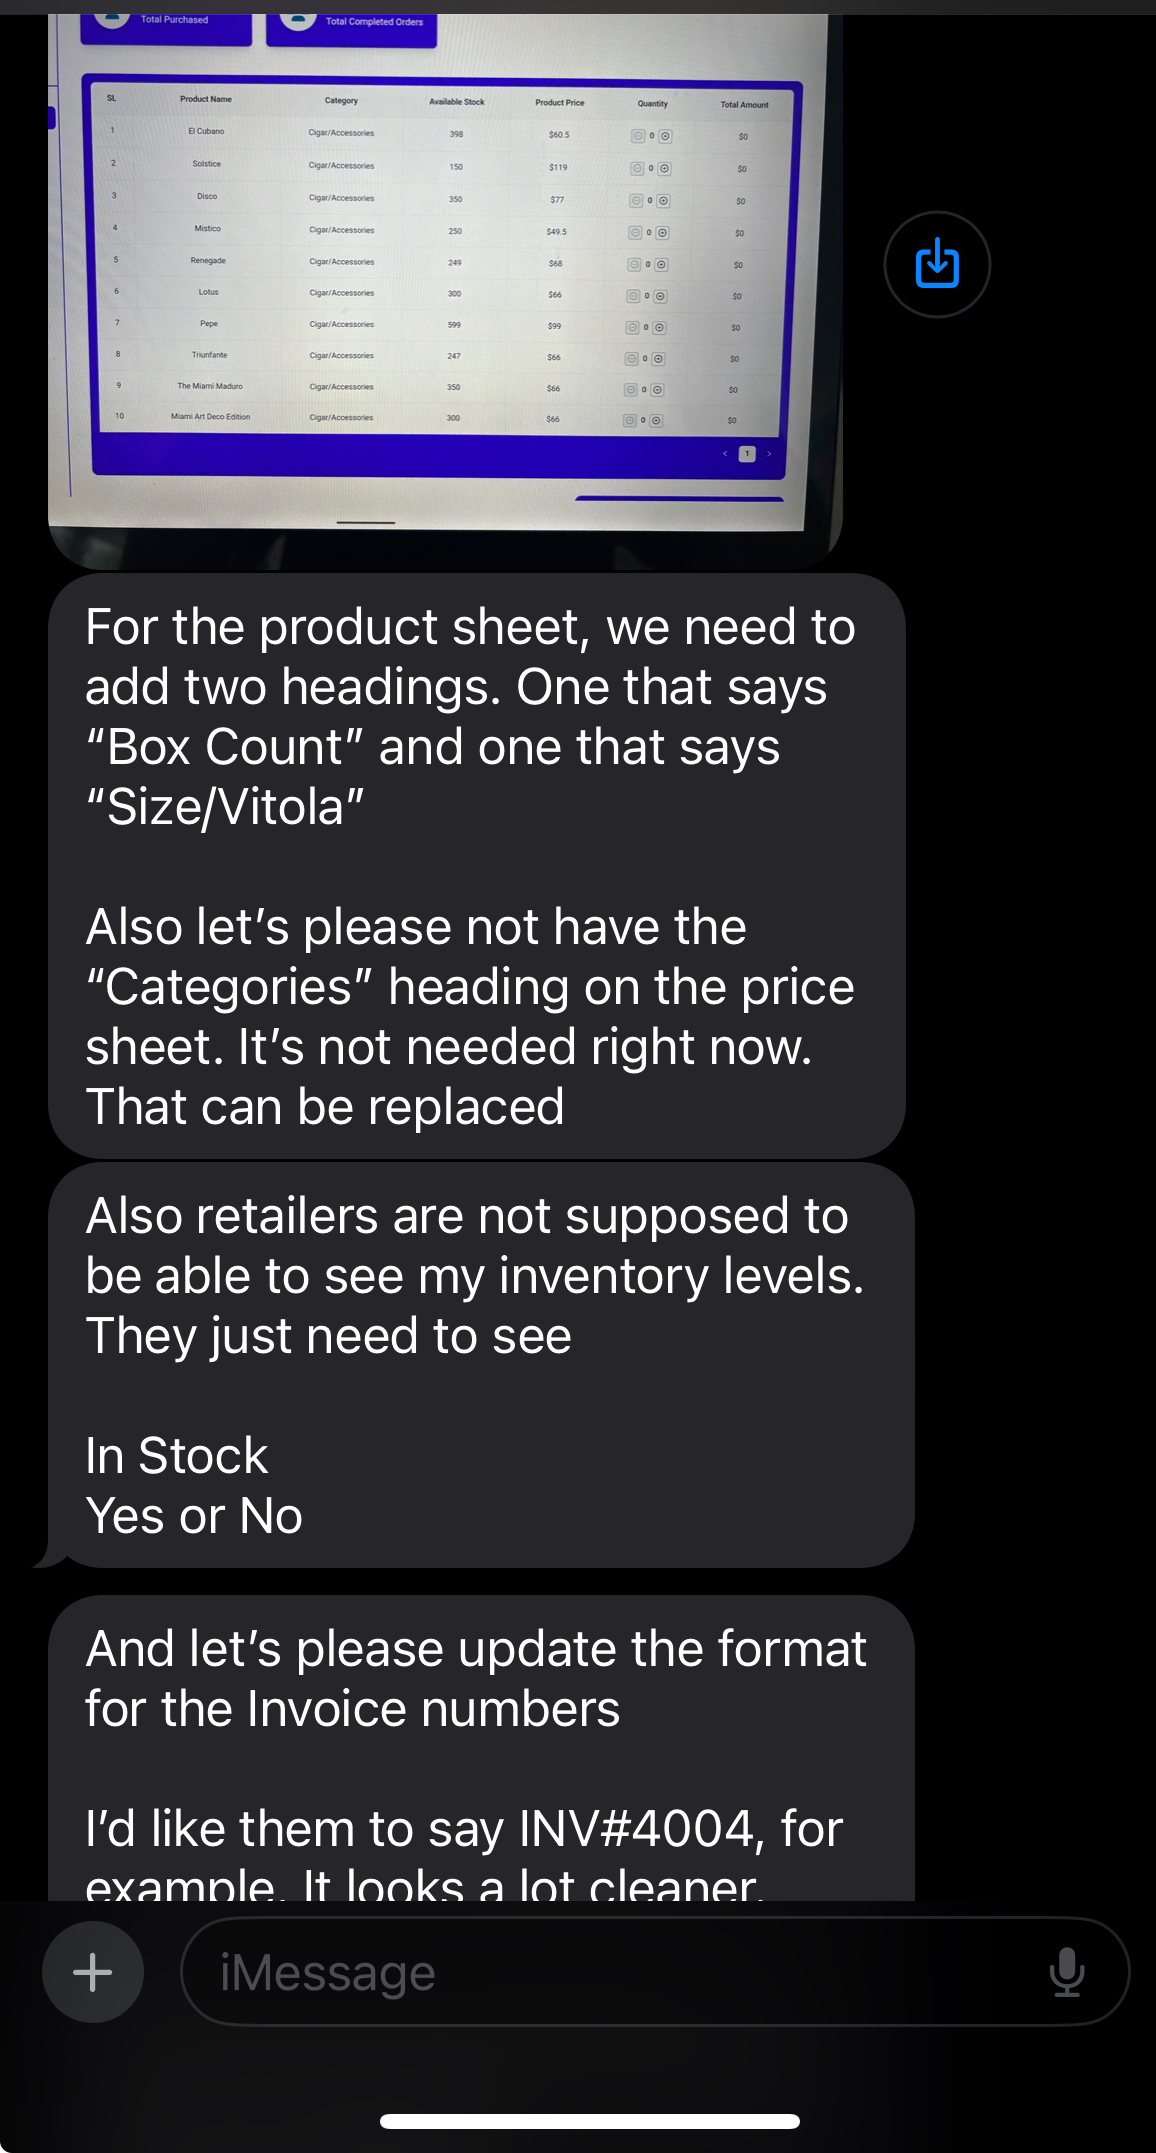 Total Purchased Total Completed Orders
SL Product Name Category Available Stock Product Price Quantity Total Amount
1 El Cubano Cigar/Accessories 398 $60.5 0 $0
2 Solstice Cigar/Accessories 150 $119 0 $0
3 Disco Cigar/Accessories 350 $77 0 $0
4 Mistico Cigar/Accessories 250 $49.5 0 $0
5 Renegade Cigar/Accessories 249 $68 0 $0
6 Lotus Cigar/Accessories 300 $66 0 $0
7 Pepe Cigar/Accessories 599 $99 0 $0
8 Triunfante Cigar/Accessories 247 $66 0 $0
9 The Miami Maduro Cigar/Accessories 350 $66 0 $0
10 Miami Art Deco Edition Cigar/Accessories 300 $66 0 $0
< 1 >
For the product sheet, we need to
add two headings. One that says
“Box Count” and one that says
“Size/Vitola”
Also let’s please not have the
“Categories” heading on the price
sheet. It’s not needed right now.
That can be replaced
Also retailers are not supposed to
be able to see my inventory levels.
They just need to see
In Stock
Yes or No
And let’s please update the format
for the Invoice numbers
I’d like them to say INV#4004, for
example. It looks a lot cleaner.
iMessage